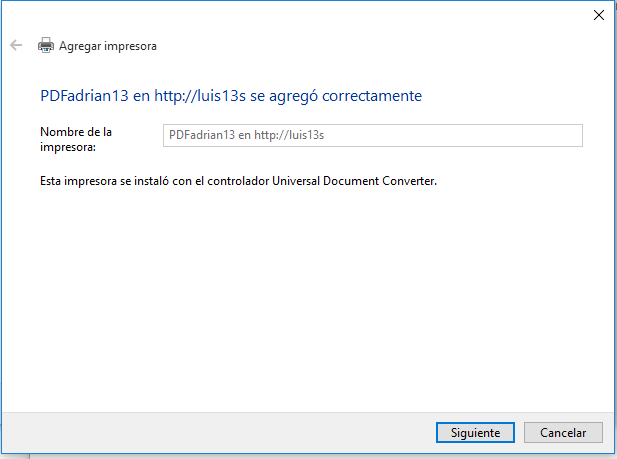 Agregar impresora
PDFadrian13 en http://luis13s se agregó correctamente
Nombre de la
impresora:
PDFadrian13 en http://luis13s
Esta impresora se instaló con el controlador Universal Document Converter.
Siguiente
Cancelar